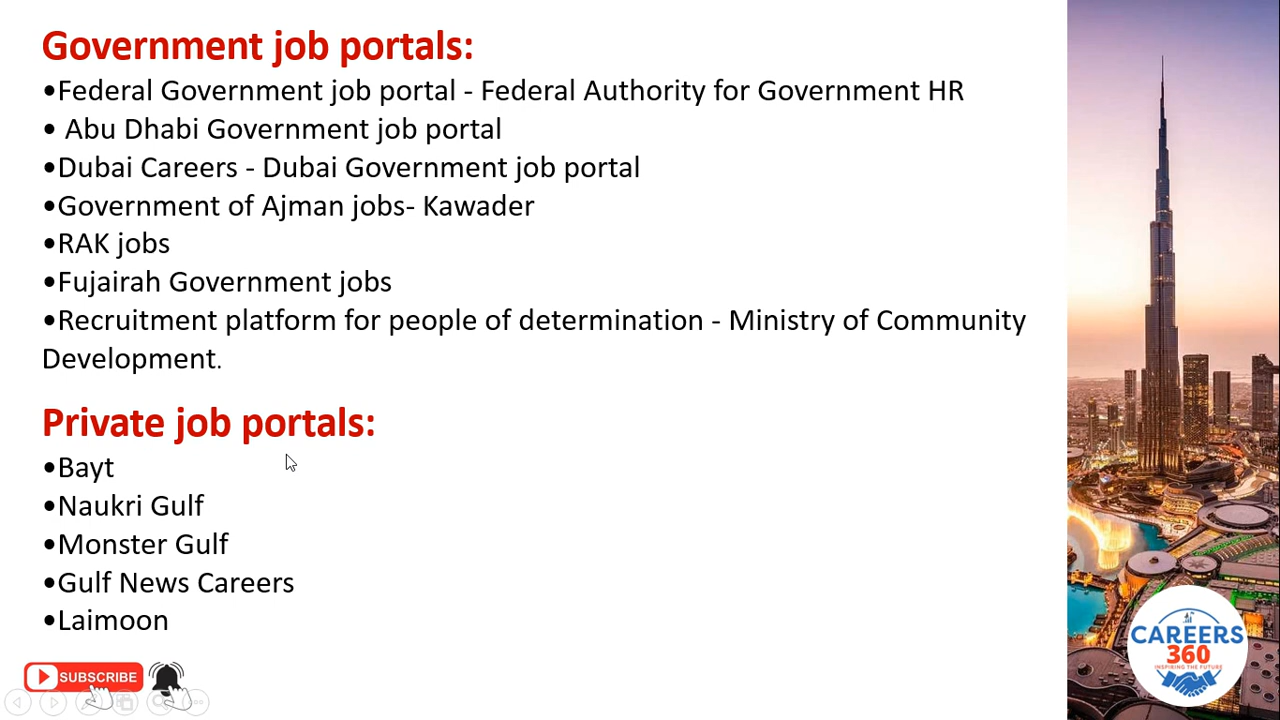 Government job portals:
•Federal Government job portal - Federal Authority for Government HR
• Abu Dhabi Government job portal
•Dubai Careers - Dubai Government job portal
•Government of Ajman jobs- Kawader
•RAK jobs
•Fujairah Government jobs
•Recruitment platform for people of determination - Ministry of Community
Development.
Private job portals:
•Bayt
•Naukri Gulf
•Monster Gulf
•Gulf News Careers
•Laimoon
SUBSCRIBE
CAREERS
360
INSPIRING THE FUTURE